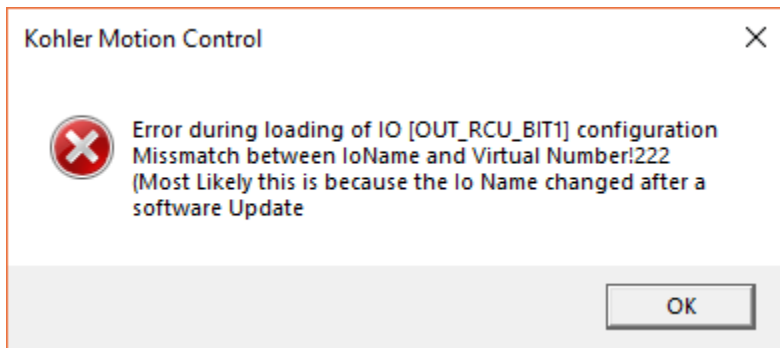 Kohler Motion Control
Error during loading of IO [OUT_RCU_BIT1] configuration
Missmatch between IoName and Virtual Number!222
(Most Likely this is because the Io Name changed after a
software Update
OK